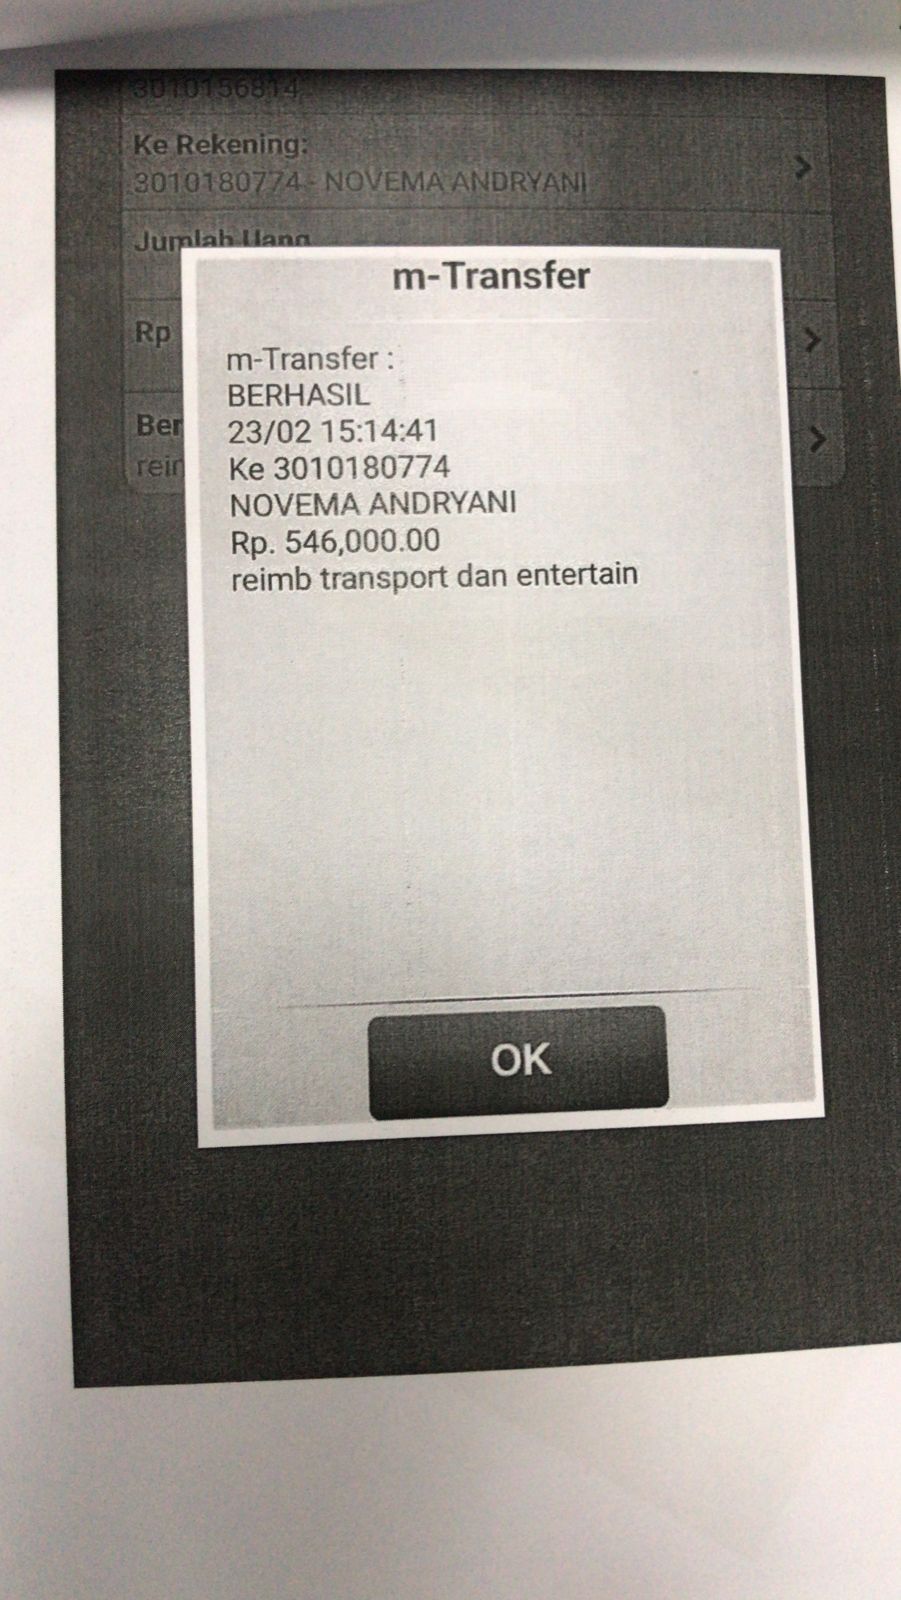 3010156814
Ke Rekening:
3010180774 - NOVEMA ANDRYANI
Jumlah Uang
Rp
Ber
reim
m-Transfer
m-Transfer :
BERHASIL
23/02 15:14:41
Ke 3010180774
NOVEMA ANDRYANI
Rp. 546,000.00
reimb transport dan entertain
OK